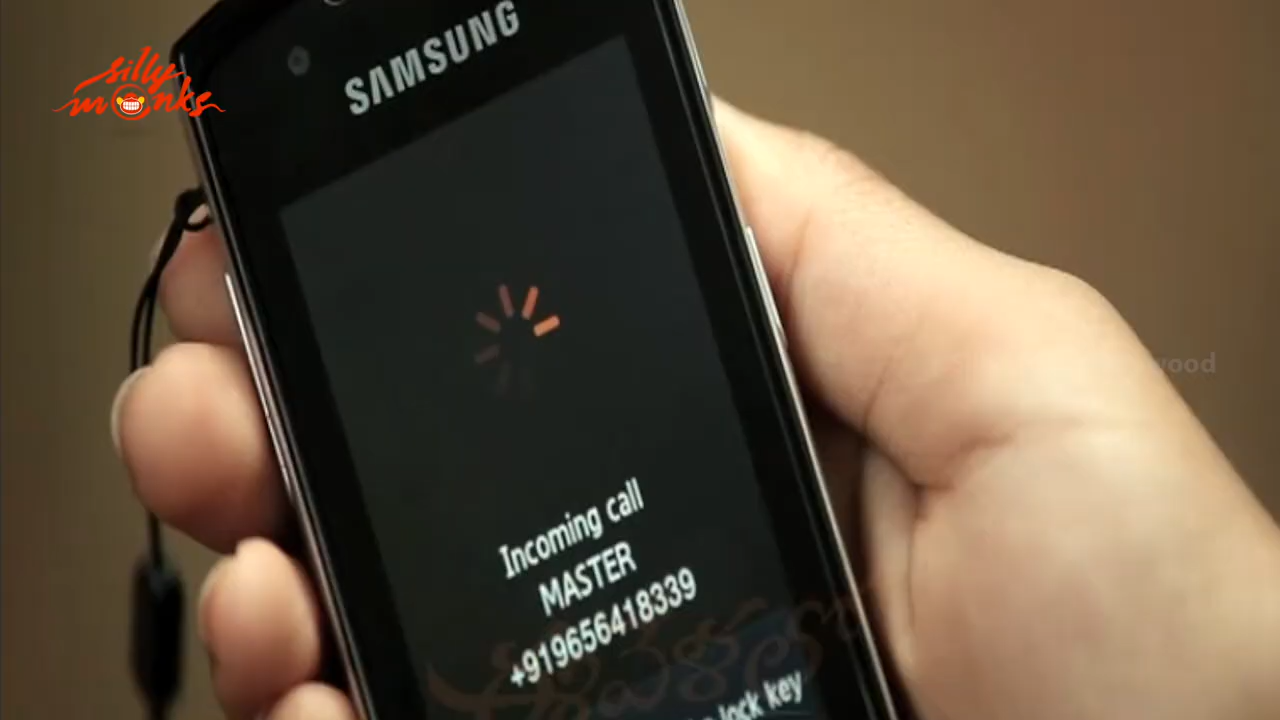 silly
monks
SAMSUNG
wood
Incoming call
MASTER
+919656418339
lock key